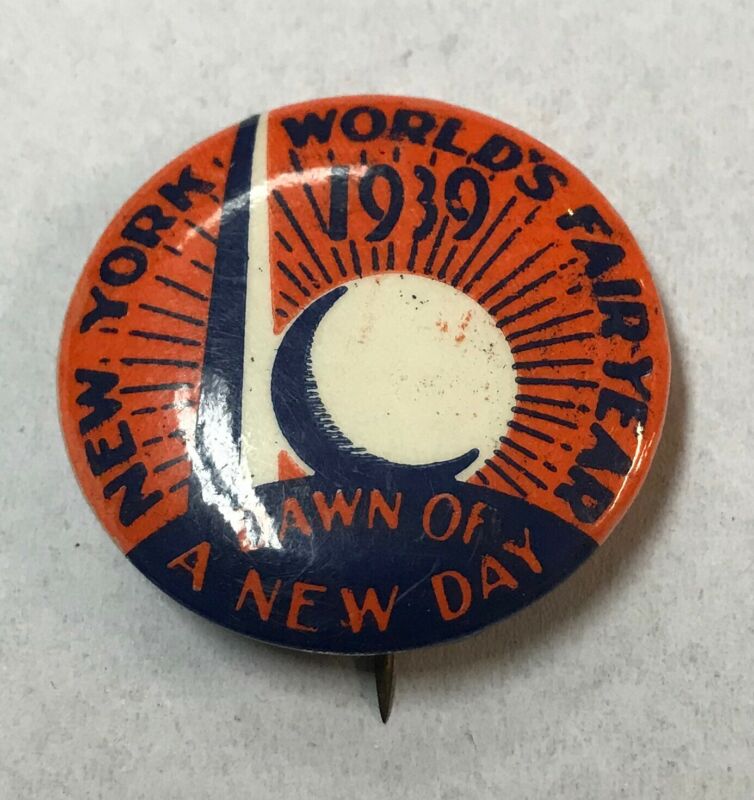 NEW YORK WORLD'S FAIR YEAR
1939
DAWN OF
A NEW DAY